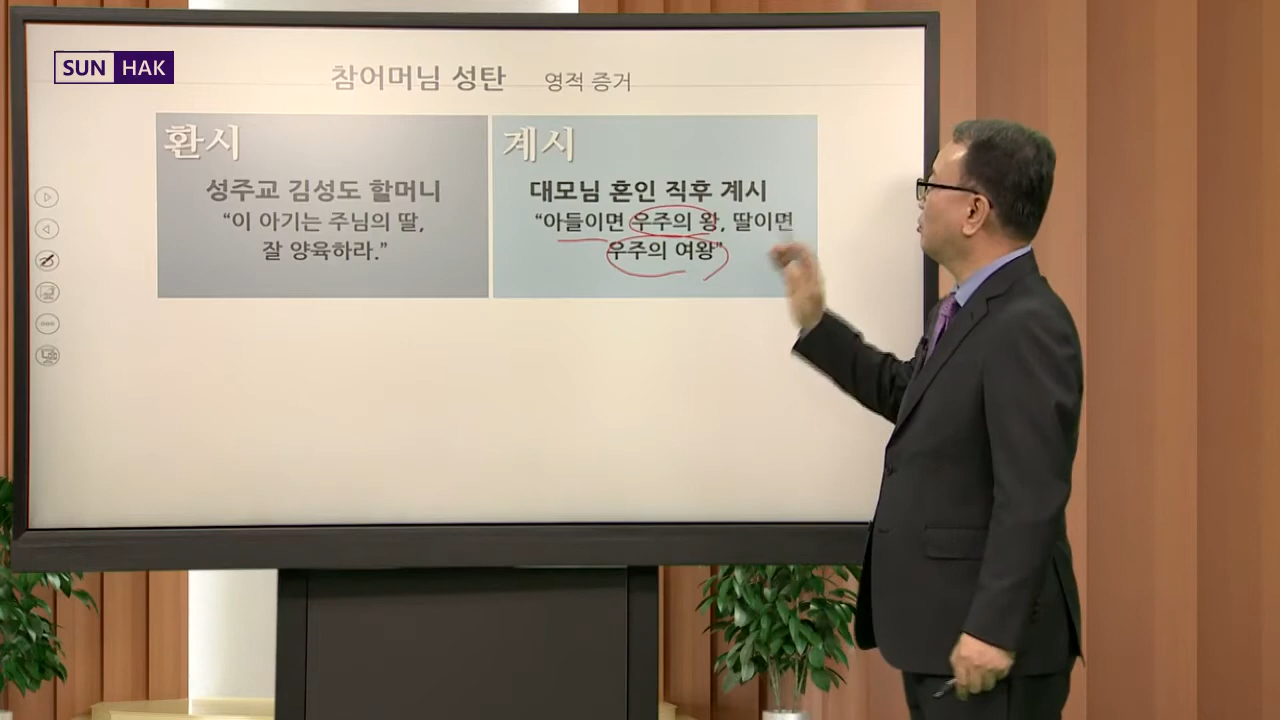 SUN HAK
참어머님 성탄 영적 증거
환시
성주교 김성도 할머니
“이 아기는 주님의 딸,
잘 양육하라.”
계시
대모님 혼인 직후 계시
“아들이면 우주의 왕, 딸이면
우주의 여왕”